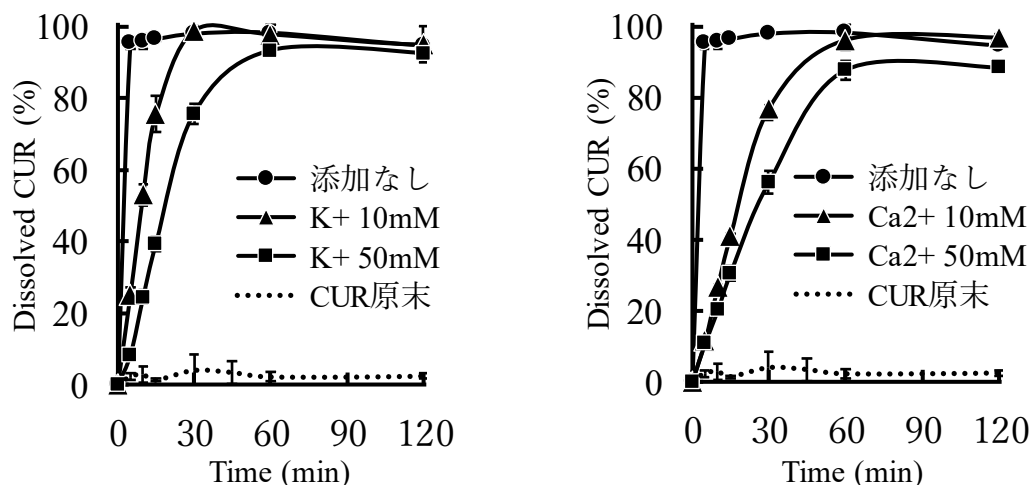 Dissolved CUR (%)
100
80
60
40
20
0
添加なし
K+ 10mM
K+ 50mM
CUR原末
0 30 60 90 120
Time (min)
Dissolved CUR (%)
100
80
60
40
20
0
添加なし
Ca2+ 10mM
Ca2+ 50mM
CUR原末
0 30 60 90 120
Time (min)